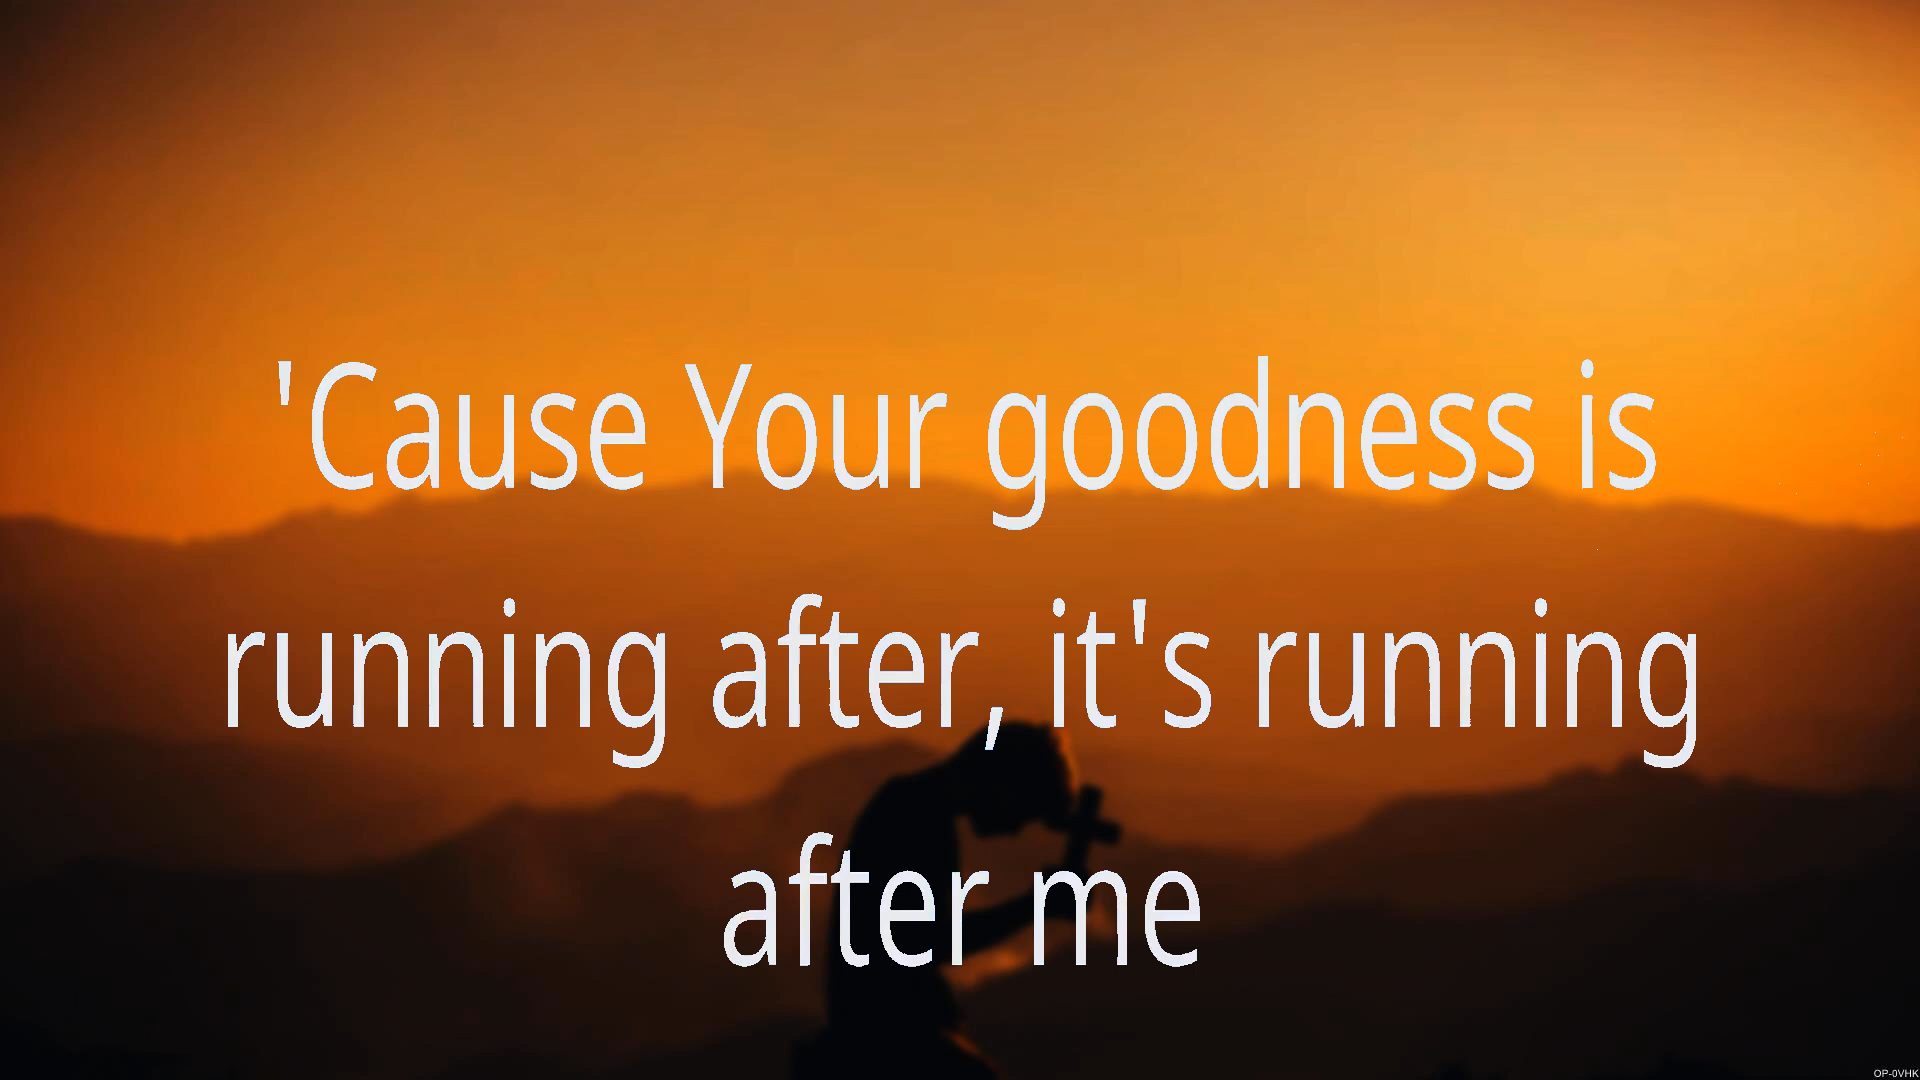 'Cause Your goodness is
running after, it's running
after me
OP-0VHK